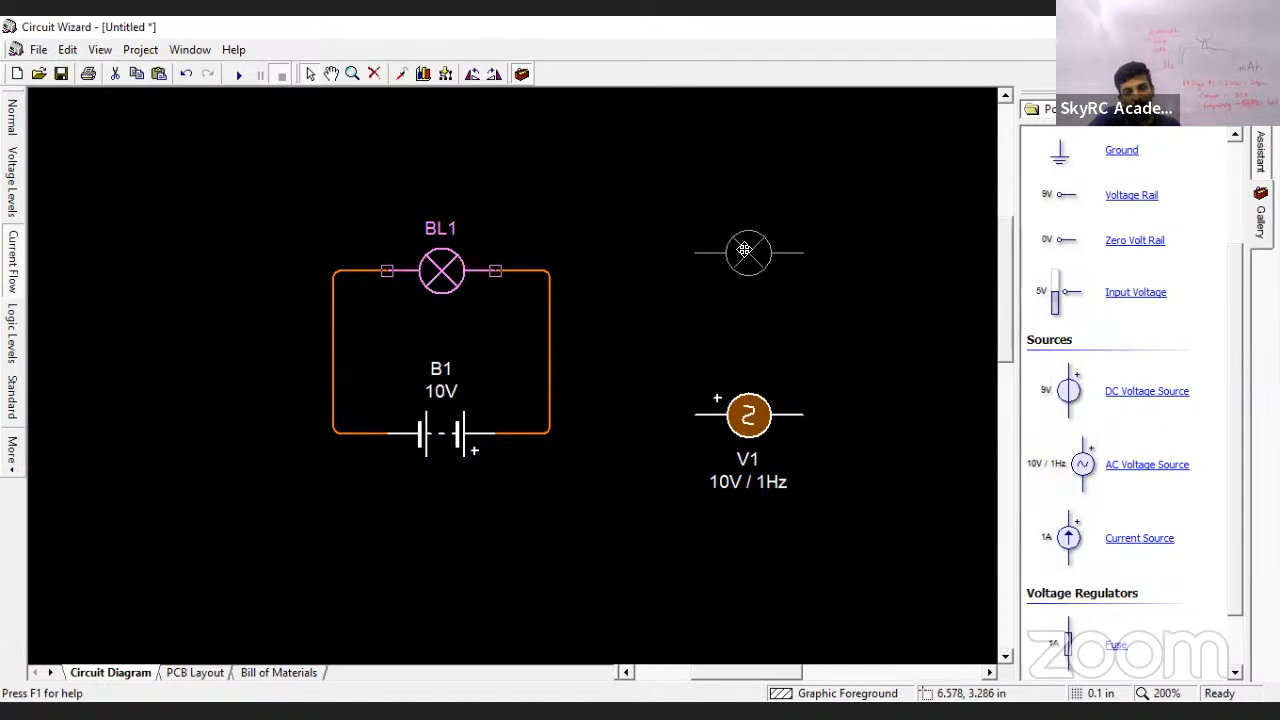 Circuit Wizard - [Untitled *]
File Edit View Project Window Help
SkyRC Acade...
mAh
Normal
Voltage Levels
Current Flow
Logic Levels
Standard
More
BL1
B1
10V
V1
10V / 1Hz
Ground
9V Voltage Rail
0V Zero Volt Rail
5V Input Voltage
Sources
9V DC Voltage Source
10V / 1Hz AC Voltage Source
1A Current Source
Voltage Regulators
1A Fuse
Assistant
Gallery
zoom
Circuit Diagram PCB Layout Bill of Materials
Press F1 for help
Graphic Foreground 6.578, 3.286 in 0.1 in 200% Ready